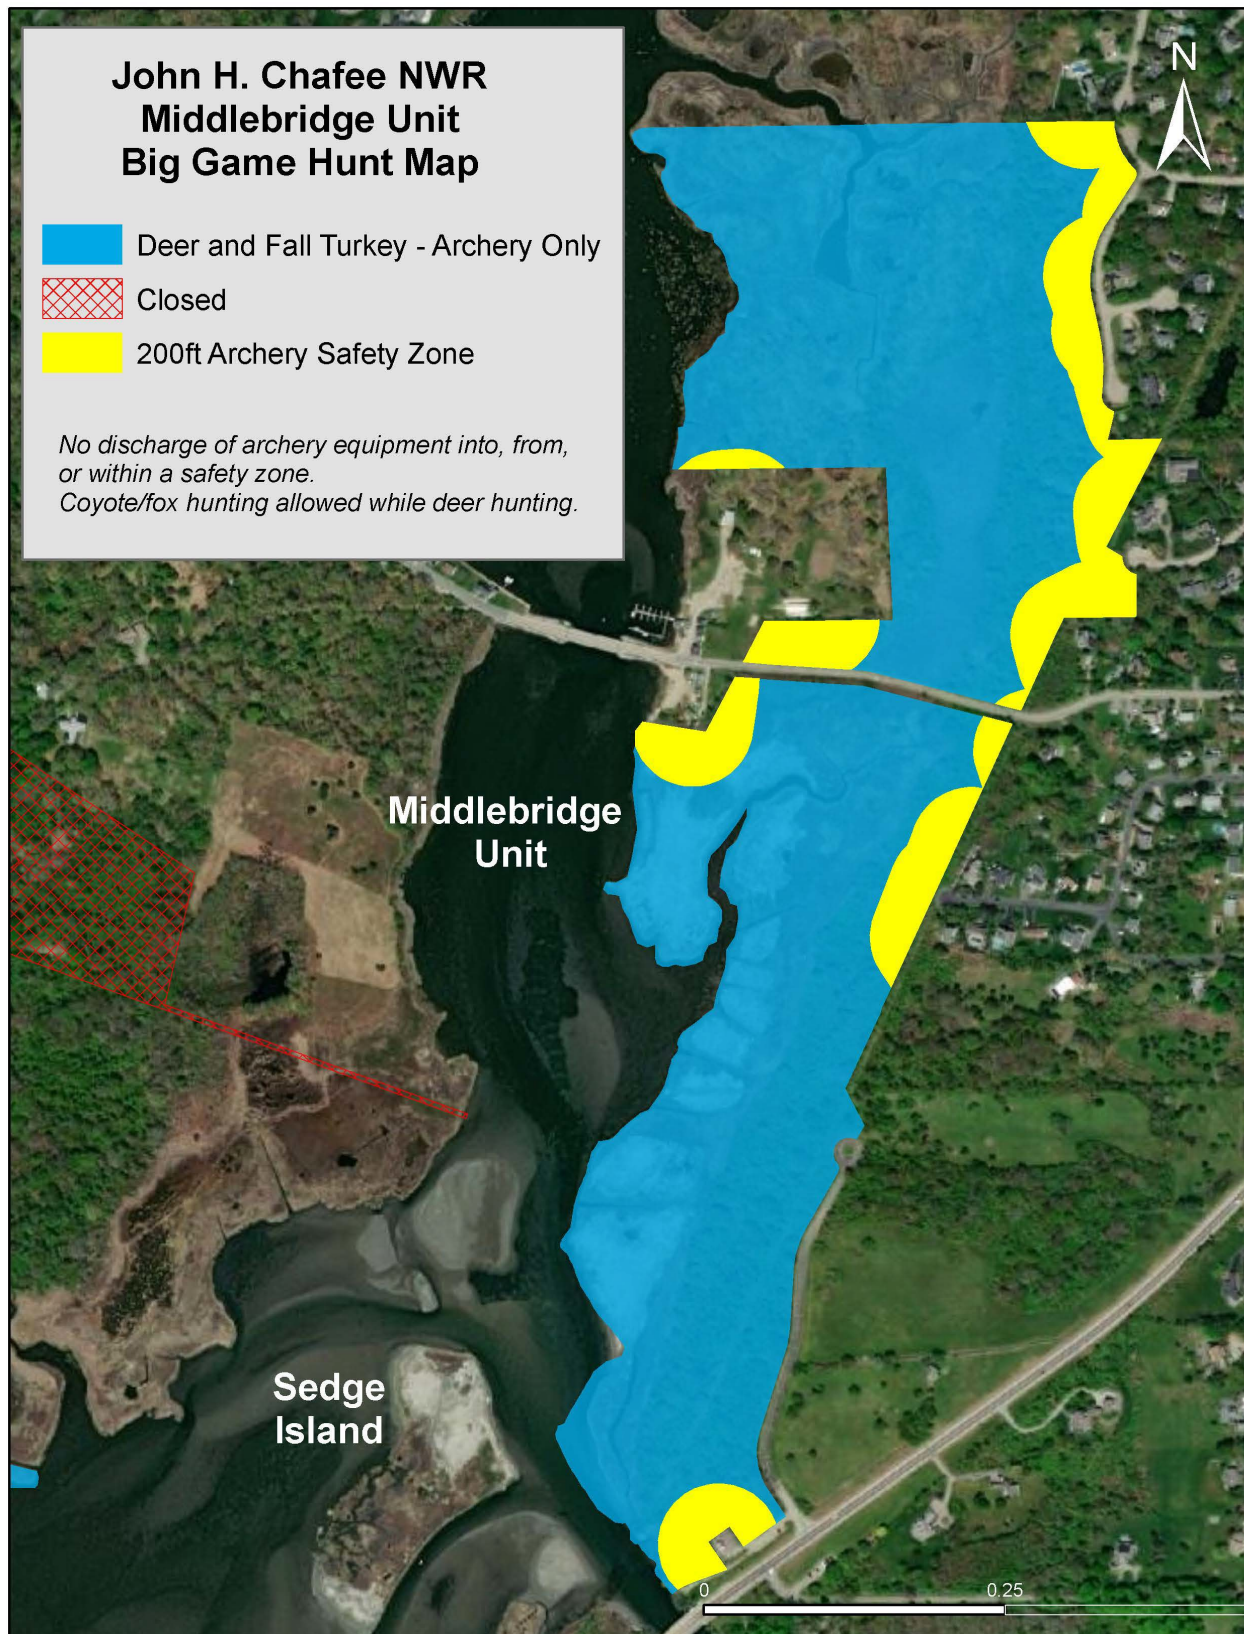 John H. Chafee NWR
Middlebridge Unit
Big Game Hunt Map
Deer and Fall Turkey - Archery Only
Closed
200ft Archery Safety Zone
No discharge of archery equipment into, from,
or within a safety zone.
Coyote/fox hunting allowed while deer hunting.
N
Middlebridge
Unit
Sedge
Island
0
0.25